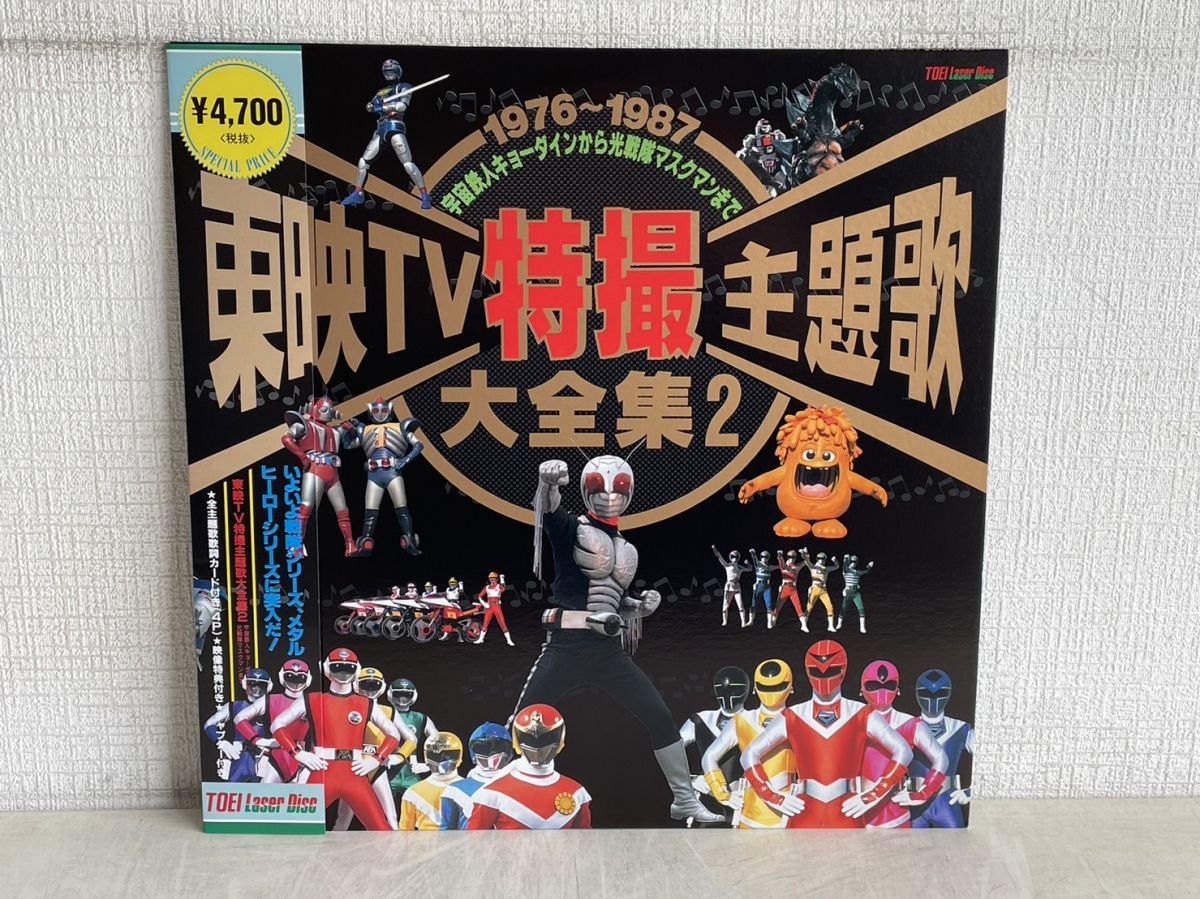 ¥4,700
〈税抜〉
SPECIAL PRICE
TOEI Laser Disc
1976~1987
宇宙鉄人キョーダインから光戦隊マスクマンまで
東映TV特撮主題歌
大全集2
いよいよ戦隊シリーズ、メタル
ヒーローシリーズに突入だ!
東映TV特撮主題歌大全集2
★全主題歌歌詞カード付き(4P)★映像特典付き
TOEI Laser Disc